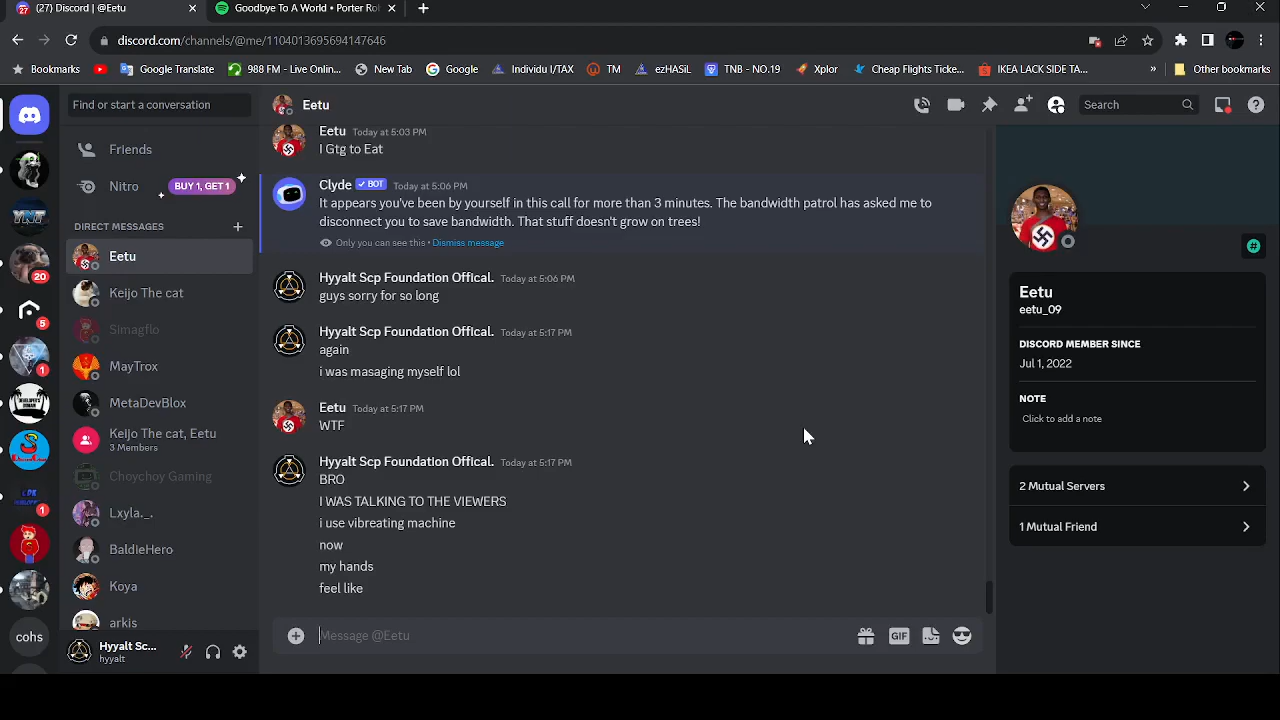 (27) Discord | @Eetu
Goodbye To A World • Porter Rol
discord.com/channels/@me/1104013695694147646
Bookmarks
Google Translate
988 FM - Live Onlin...
New Tab
Google
Individu I/TAX
TM
ezHASiL
TNB - NO.19
Xplor
Cheap Flights Ticke...
IKEA LACK SIDE TA...
»
Other bookmarks
Find or start a conversation
Friends
Nitro
BUY 1, GET 1
DIRECT MESSAGES
Eetu
Keijo The cat
Simagflo
MayTrox
MetaDevBlox
Keijo The cat, Eetu
3 Members
Choychoy Gaming
Lxyla._.
BaldieHero
Koya
arkis
Hyyalt Sc...
hyyalt
27
20
YNT
5
1
1
cohs
Eetu
Search
Eetu Today at 5:03 PM
I Gtg to Eat
Clyde BOT Today at 5:06 PM
It appears you've been by yourself in this call for more than 3 minutes. The bandwidth patrol has asked me to
disconnect you to save bandwidth. That stuff doesn't grow on trees!
Only you can see this • Dismiss message
Hyyalt Scp Foundation Offical. Today at 5:06 PM
guys sorry for so long
Hyyalt Scp Foundation Offical. Today at 5:17 PM
again
i was masaging myself lol
Eetu Today at 5:17 PM
WTF
Hyyalt Scp Foundation Offical. Today at 5:17 PM
BRO
I WAS TALKING TO THE VIEWERS
i use vibreating machine
now
my hands
feel like
Message @Eetu
GIF
Eetu
eetu_09
DISCORD MEMBER SINCE
Jul 1, 2022
NOTE
Click to add a note
2 Mutual Servers
1 Mutual Friend